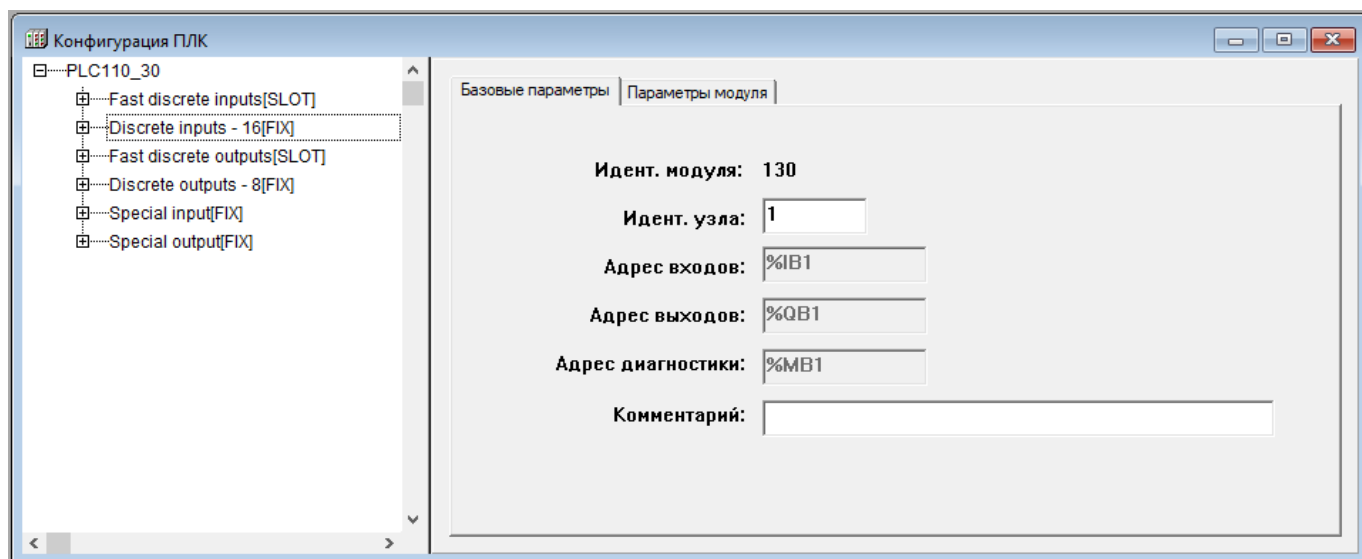 Конфигурация ПЛК
PLC110_30
Fast discrete inputs[SLOT]
Discrete inputs - 16[FIX]
Fast discrete outputs[SLOT]
Discrete outputs - 8[FIX]
Special input[FIX]
Special output[FIX]
Базовые параметры Параметры модуля
Идент. модуля: 130
Идент. узла: 1
Адрес входов: %IB1
Адрес выходов: %QB1
Адрес диагностики: %MB1
Комментарий: